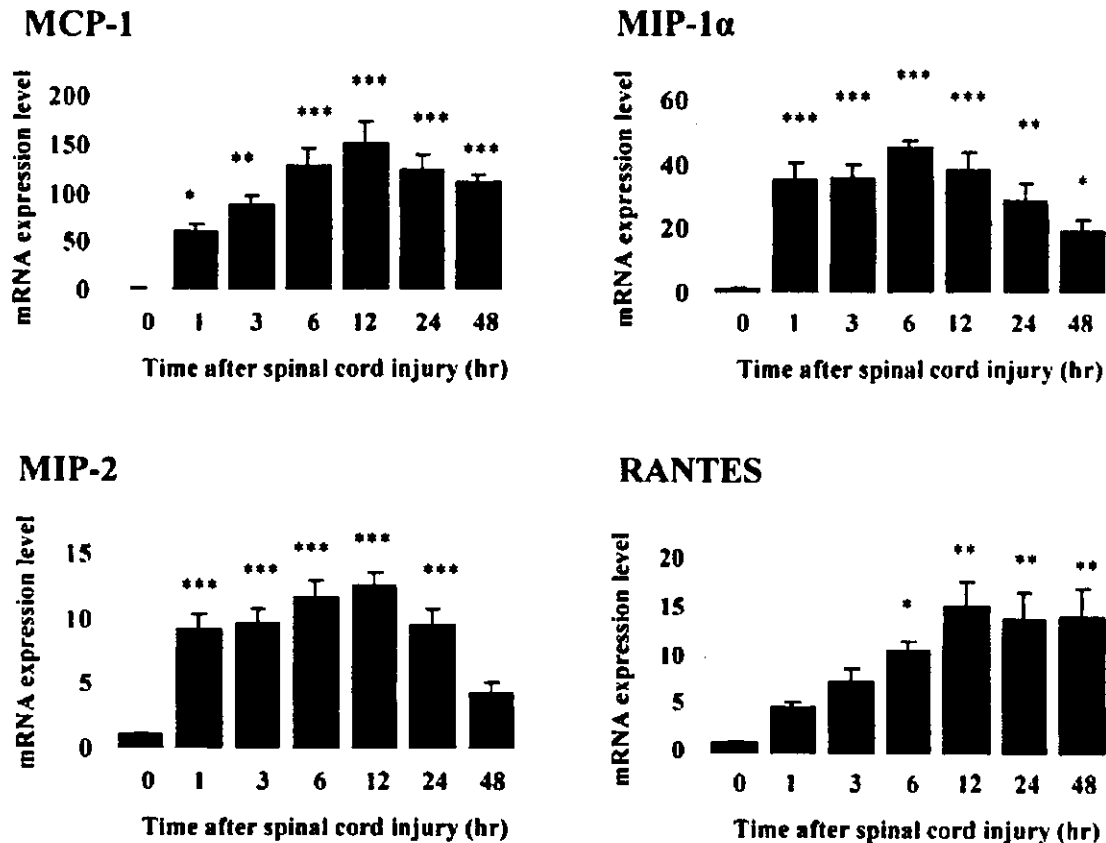 MCP-1
mRNA expression level
200
150
100
50
0
*
**
***
***
***
***
0 1 3 6 12 24 48
Time after spinal cord injury (hr)
MIP-1α
mRNA expression level
60
40
20
0
***
***
***
***
**
*
0 1 3 6 12 24 48
Time after spinal cord injury (hr)
MIP-2
mRNA expression level
15
10
5
0
***
***
***
***
***
0 1 3 6 12 24 48
Time after spinal cord injury (hr)
RANTES
mRNA expression level
20
15
10
5
0
*
**
**
**
0 1 3 6 12 24 48
Time after spinal cord injury (hr)